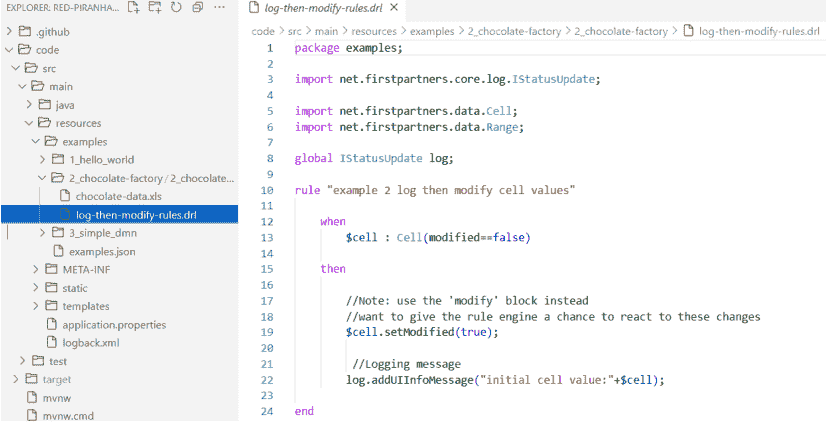 EXPLORER: RED-PIRANHA...
.github
code
src
main
java
resources
examples
1_hello_world
2_chocolate-factory / 2_chocolate...
chocolate-data.xls
log-then-modify-rules.drl
3_simple_dmn
examples.json
META-INF
static
templates
application.properties
logback.xml
test
target
mvnw
mvnw.cmd
log-then-modify-rules.drl
code > src > main > resources > examples > 2_chocolate-factory > 2_chocolate-factory > log-then-modify-rules.drl
1 package examples;
2
3 import net.firstpartners.core.log.IStatusUpdate;
4
5 import net.firstpartners.data.Cell;
6 import net.firstpartners.data.Range;
7
8 global IStatusUpdate log;
9
10 rule "example 2 log then modify cell values"
11
12 when
13 $cell : Cell(modified==false)
14
15 then
16
17 //Note: use the 'modify' block instead
18 //want to give the rule engine a chance to react to these changes
19 $cell.setModified(true);
20
21 //Logging message
22 log.addUIInfoMessage("initial cell value:"+$cell);
23
24 end